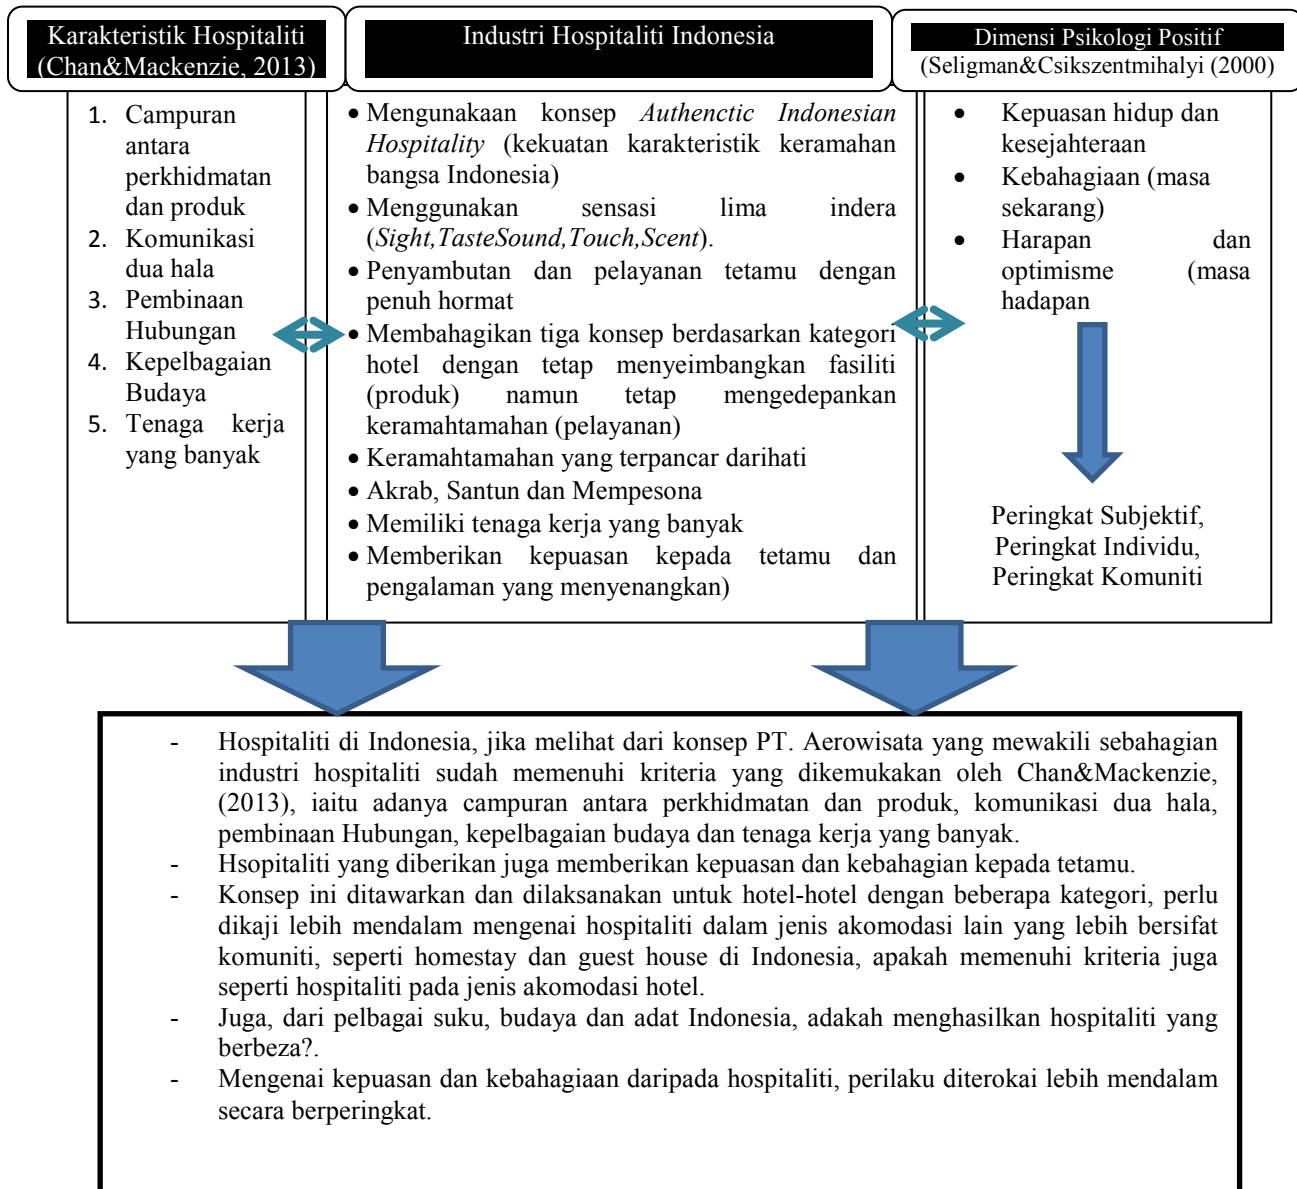 Karakteristik Hospitaliti
(Chan&Mackenzie, 2013)
1. Campuran
antara
perkhidmatan
dan produk
2. Komunikasi
dua hala
3. Pembinaan
Hubungan
4. Kepelbagaian
Budaya
5. Tenaga kerja
yang banyak
Industri Hospitaliti Indonesia
• Mengunakaan konsep Authenctic Indonesian
Hospitality (kekuatan karakteristik keramahan
bangsa Indonesia)
• Menggunakan sensasi lima indera
(Sight,TasteSound,Touch,Scent).
• Penyambutan dan pelayanan tetamu dengan
penuh hormat
• Membahagikan tiga konsep berdasarkan kategori
hotel dengan tetap menyeimbangkan fasiliti
(produk) namun tetap mengedepankan
keramahtamahan (pelayanan)
• Keramahtamahan yang terpancar darihati
• Akrab, Santun dan Mempesona
• Memiliki tenaga kerja yang banyak
• Memberikan kepuasan kepada tetamu dan
pengalaman yang menyenangkan)
Dimensi Psikologi Positif
(Seligman&Csikszentmihalyi (2000)
• Kepuasan hidup dan
kesejahteraan
• Kebahagiaan (masa
sekarang)
• Harapan dan
optimisme (masa
hadapan
Peringkat Subjektif,
Peringkat Individu,
Peringkat Komuniti
- Hospitaliti di Indonesia, jika melihat dari konsep PT. Aerowisata yang mewakili sebahagian
industri hospitaliti sudah memenuhi kriteria yang dikemukakan oleh Chan&Mackenzie,
(2013), iaitu adanya campuran antara perkhidmatan dan produk, komunikasi dua hala,
pembinaan Hubungan, kepelbagaian budaya dan tenaga kerja yang banyak.
- Hsopitaliti yang diberikan juga memberikan kepuasan dan kebahagian kepada tetamu.
- Konsep ini ditawarkan dan dilaksanakan untuk hotel-hotel dengan beberapa kategori, perlu
dikaji lebih mendalam mengenai hospitaliti dalam jenis akomodasi lain yang lebih bersifat
komuniti, seperti homestay dan guest house di Indonesia, apakah memenuhi kriteria juga
seperti hospitaliti pada jenis akomodasi hotel.
- Juga, dari pelbagai suku, budaya dan adat Indonesia, adakah menghasilkan hospitaliti yang
berbeza?.
- Mengenai kepuasan dan kebahagiaan daripada hospitaliti, perilaku diterokai lebih mendalam
secara berperingkat.